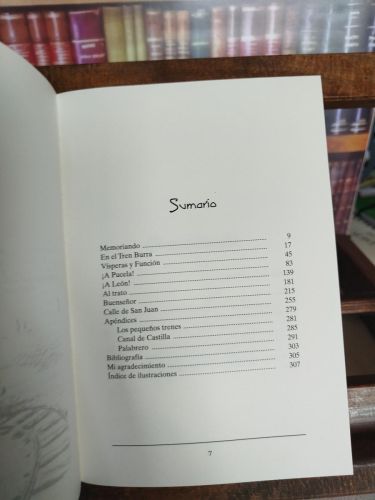 Sumario
Memoriando ........ 9
En el Tren Burra ........ 17
Vísperas y Función ........ 45
¡A Pucela! ........ 83
¡A León! ........ 139
Al trato ........ 181
Buenseñor ........ 215
Calle de San Juan ........ 255
Apéndices ........ 279
Los pequeños trenes ........ 281
Canal de Castilla ........ 285
Palabrero ........ 291
Bibliografía ........ 303
Mi agradecimiento ........ 305
Índice de ilustraciones ........ 307
7